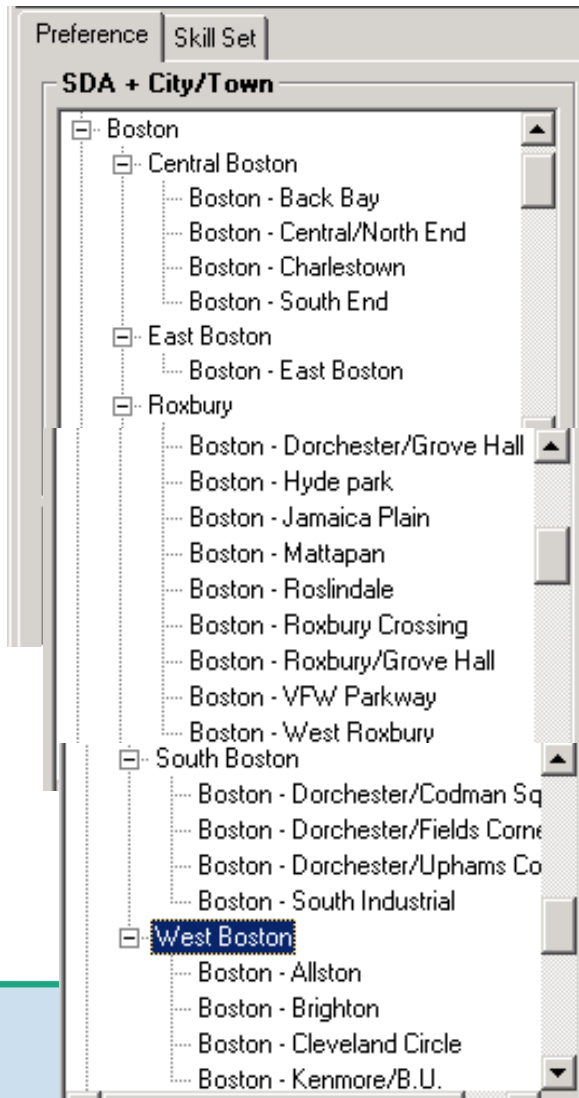 Preference Skill Set
SDA + City/Town
Boston
Central Boston
Boston - Back Bay
Boston - Central/North End
Boston - Charlestown
Boston - South End
East Boston
Boston - East Boston
Roxbury
Boston - Dorchester/Grove Hall
Boston - Hyde park
Boston - Jamaica Plain
Boston - Mattapan
Boston - Roslindale
Boston - Roxbury Crossing
Boston - Roxbury/Grove Hall
Boston - VFW Parkway
Boston - West Roxbury
South Boston
Boston - Dorchester/Codman Sq
Boston - Dorchester/Fields Corne
Boston - Dorchester/Uphams Co
Boston - South Industrial
West Boston
Boston - Allston
Boston - Brighton
Boston - Cleveland Circle
Boston - Kenmore/B.U.